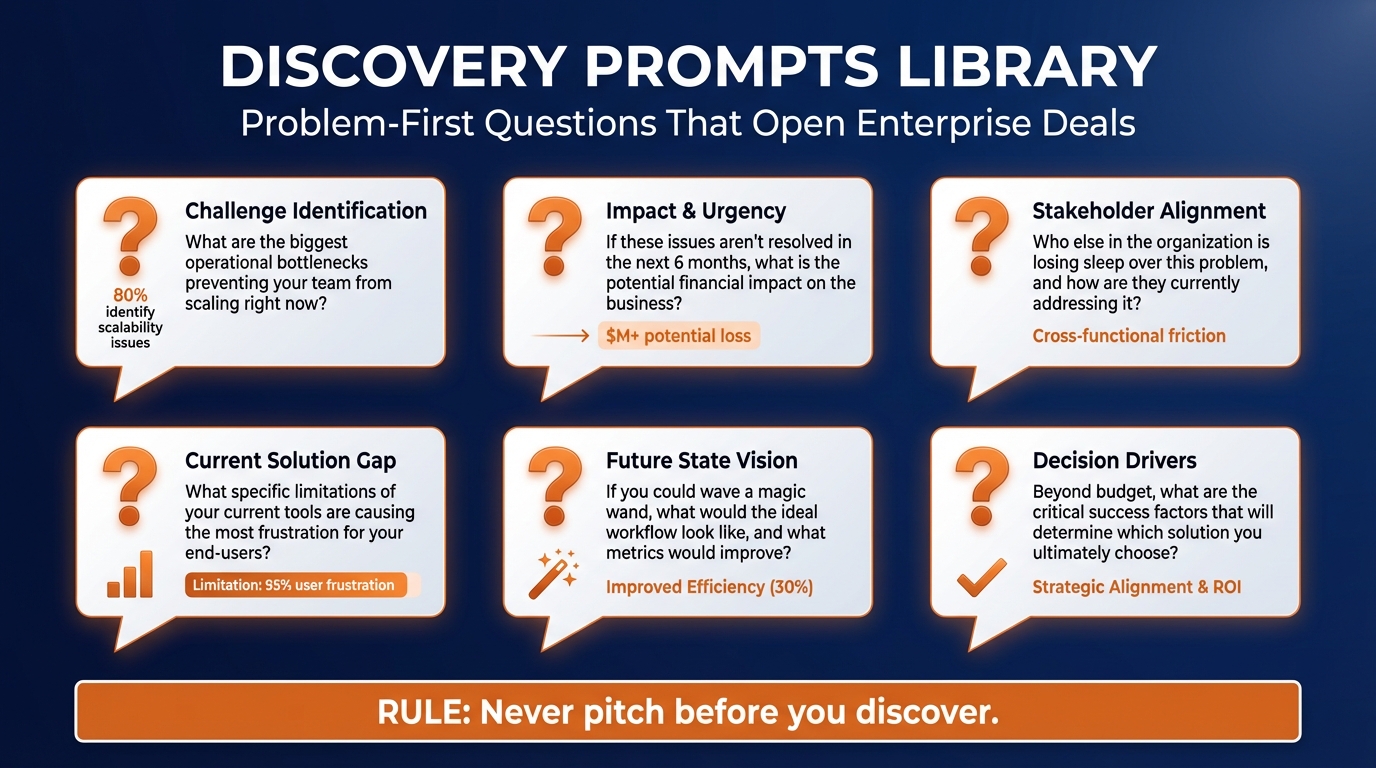 DISCOVERY PROMPTS LIBRARY
Problem-First Questions That Open Enterprise Deals
?
Challenge Identification
What are the biggest
operational bottlenecks
preventing your team from
scaling right now?
80%
identify
scalability
issues
?
Impact & Urgency
If these issues aren't resolved in
the next 6 months, what is the
potential financial impact on the
business?
$M+ potential loss
?
Stakeholder Alignment
Who else in the organization is
losing sleep over this problem,
and how are they currently
addressing it?
Cross-functional friction
?
Current Solution Gap
What specific limitations of
your current tools are causing
the most frustration for your
end-users?
Limitation: 95% user frustration
?
Future State Vision
If you could wave a magic
wand, what would the ideal
workflow look like, and what
metrics would improve?
Improved Efficiency (30%)
?
Decision Drivers
Beyond budget, what are the
critical success factors that will
determine which solution you
ultimately choose?
Strategic Alignment & ROI
RULE: Never pitch before you discover.